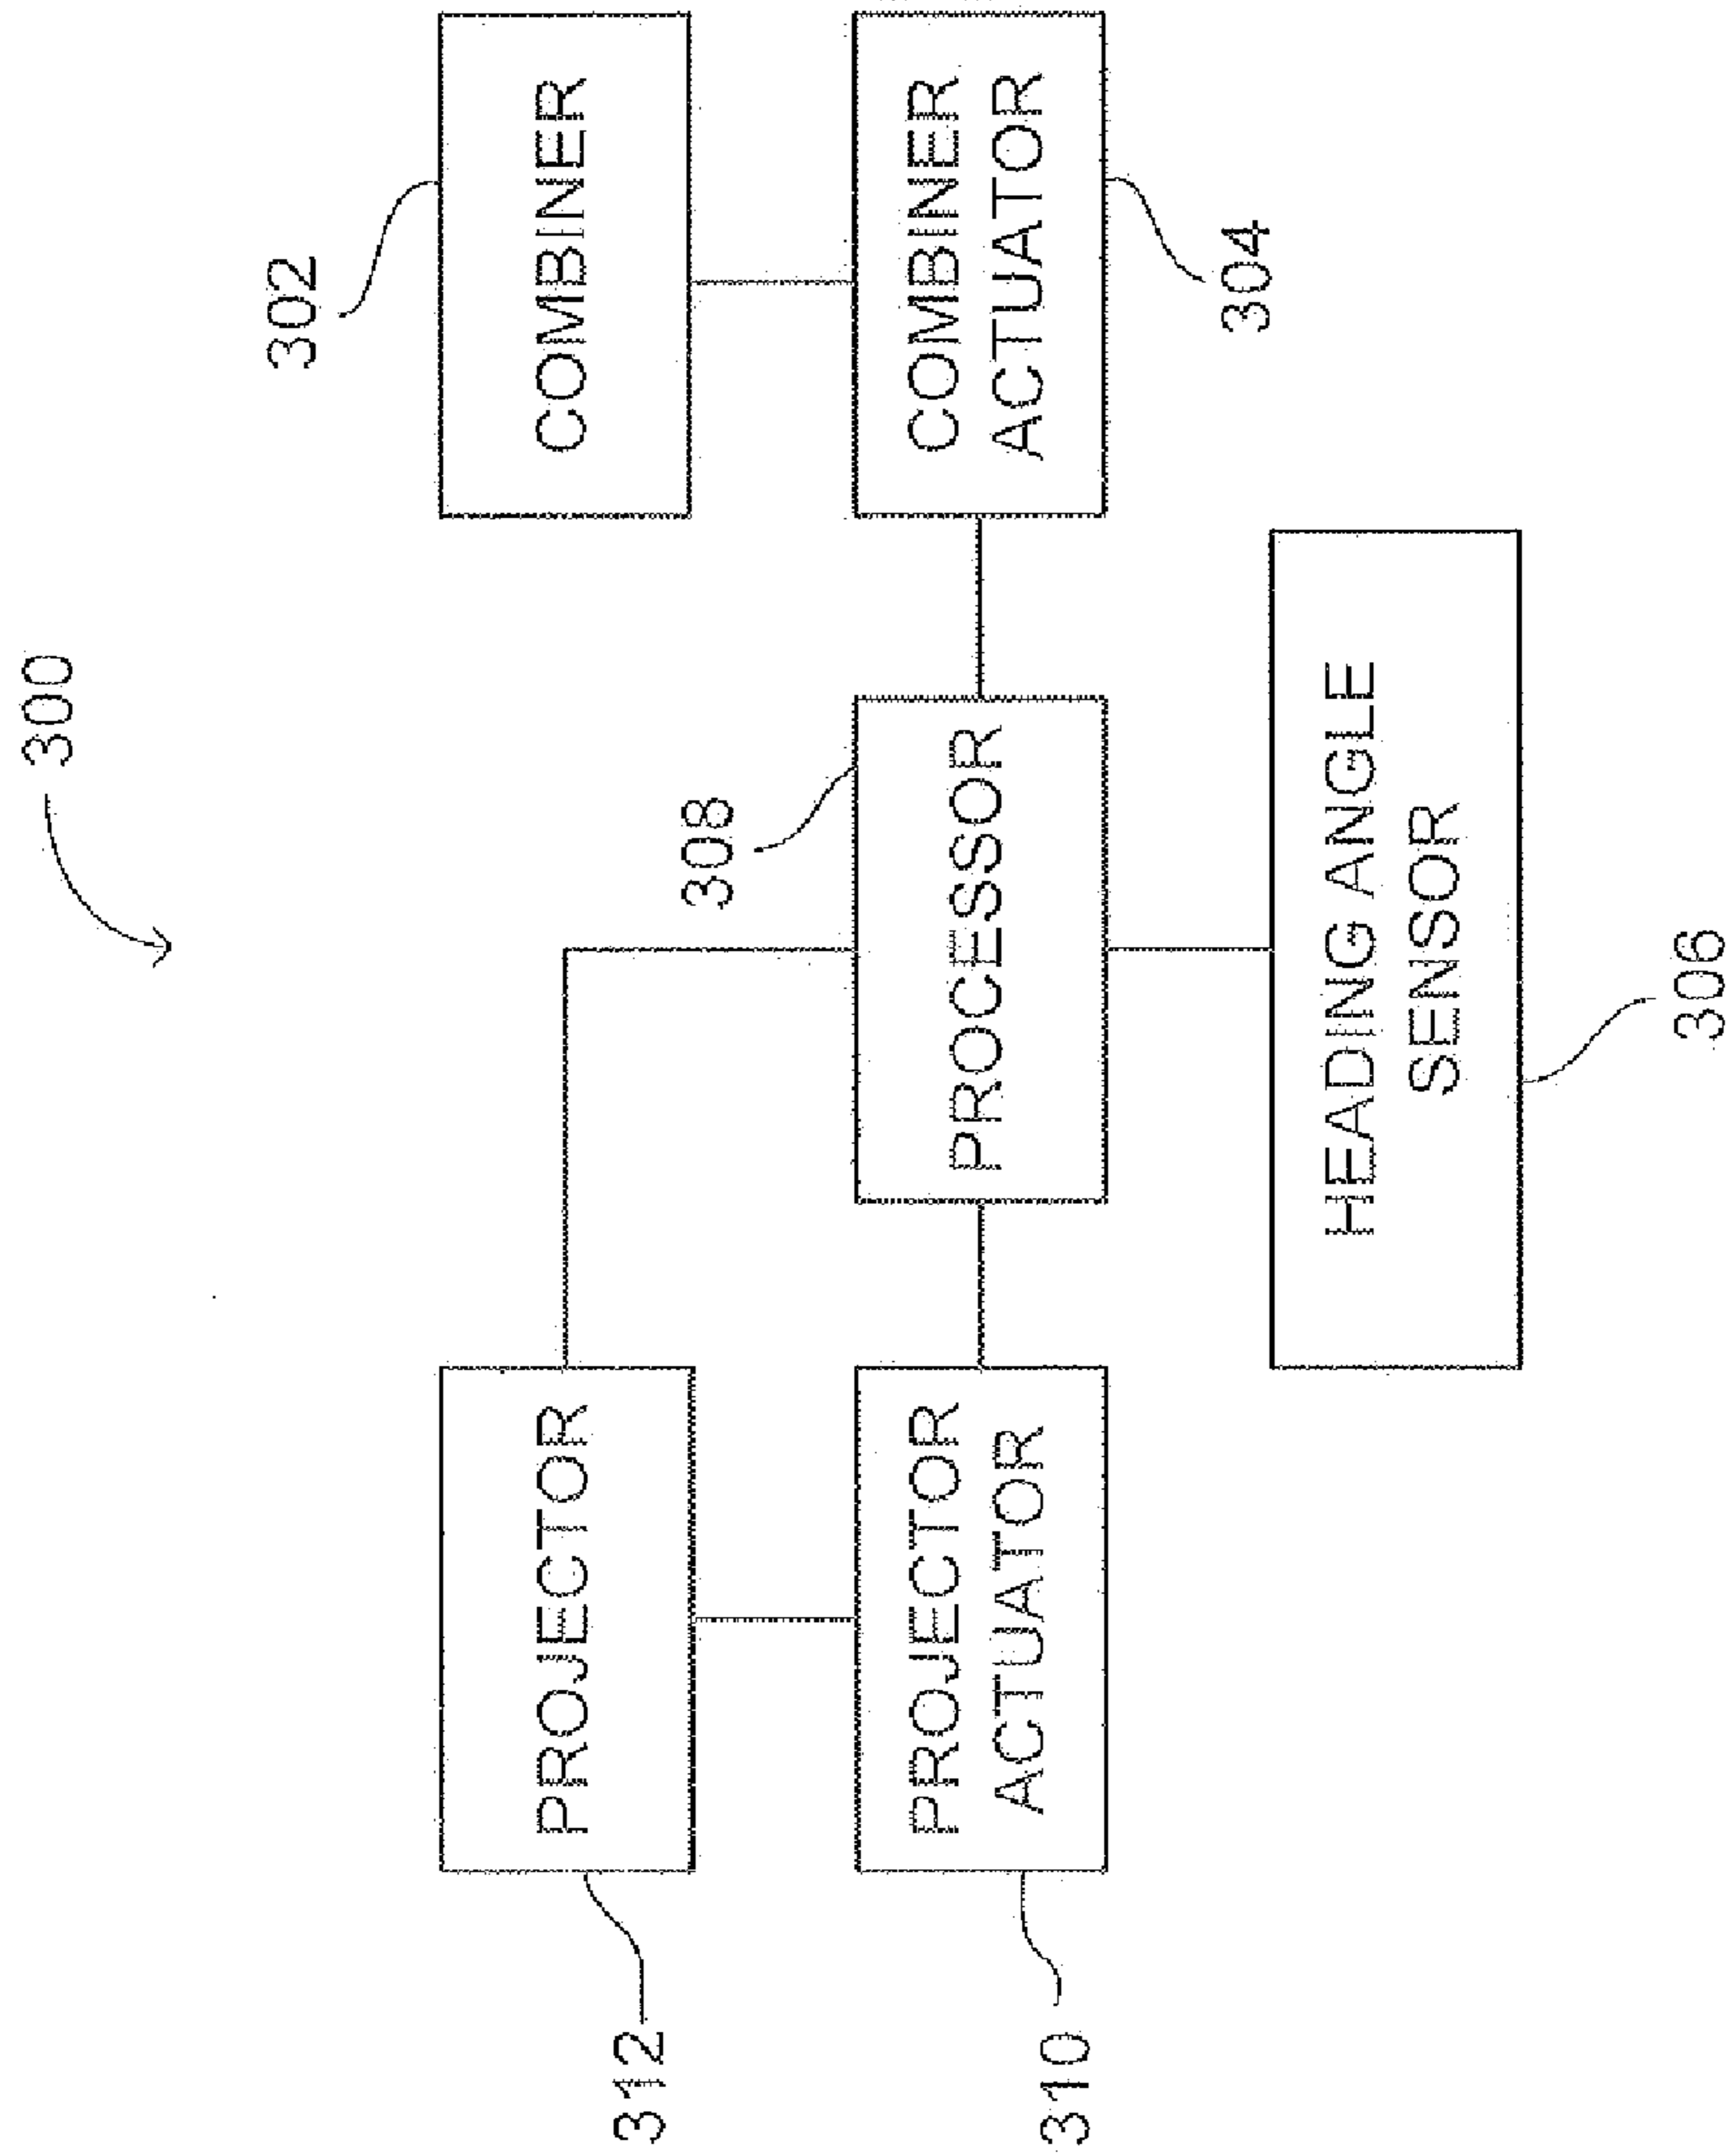 300
302
COMBINER
COMBINER
ACTUATOR
304
308
PROCESSOR
HEADING ANGLE
SENSOR
306
PROJECTOR
312
PROJECTOR
ACTUATOR
310